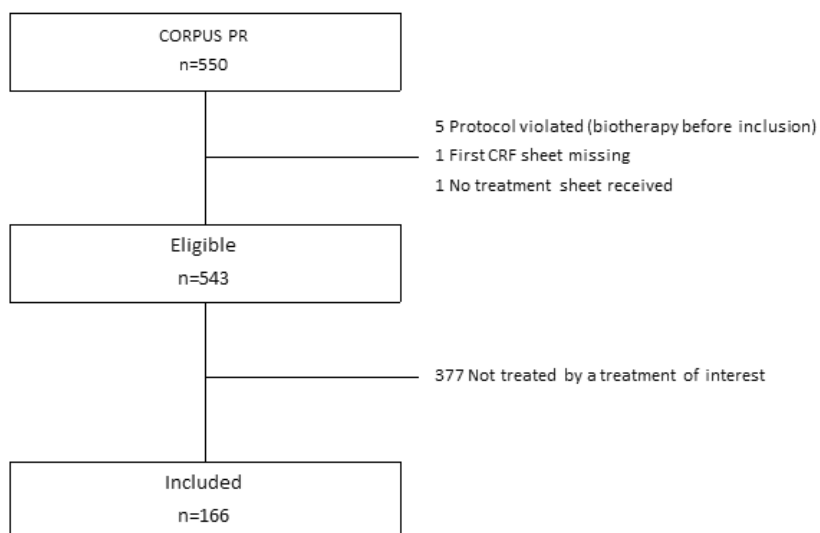 CORPUS PR
n=550
5 Protocol violated (biotherapy before inclusion)
1 First CRF sheet missing
1 No treatment sheet received
Eligible
n=543
377 Not treated by a treatment of interest
Included
n=166